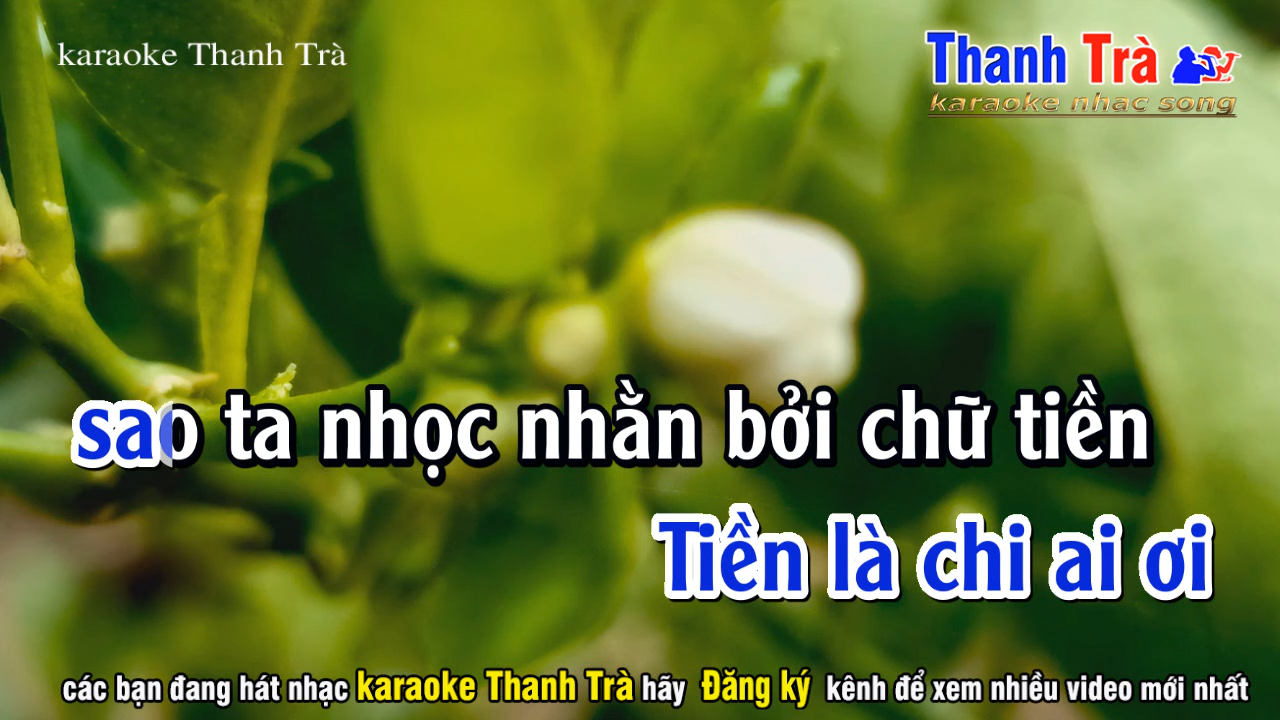 karaoke Thanh Trà
Thanh Trà
karaoke nhac song
sao ta nhọc nhằn bởi chữ tiền
Tiền là chi ai ơi
các bạn đang hát nhạc karaoke Thanh Trà hãy Đăng ký kênh để xem nhiều video mới nhất